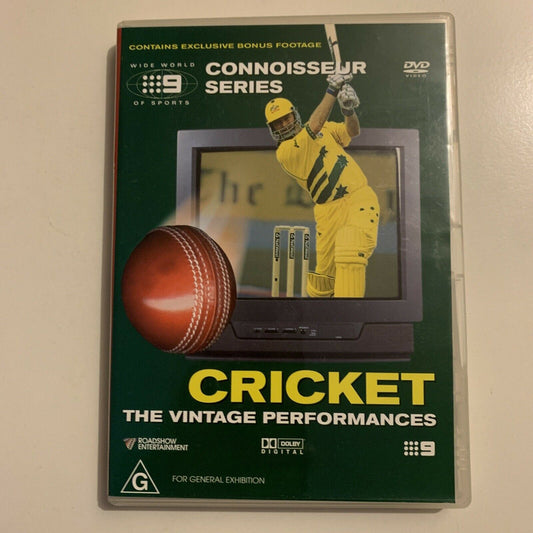 CONTAINS EXCLUSIVE BONUS FOOTAGE
WIDE WORLD
9
OF SPORTS
CONNOISSEUR
SERIES
DVD
VIDEO
CRICKET
THE VINTAGE PERFORMANCES
ROADSHOW
ENTERTAINMENT
DOLBY
DIGITAL
9
G
FOR GENERAL EXHIBITION